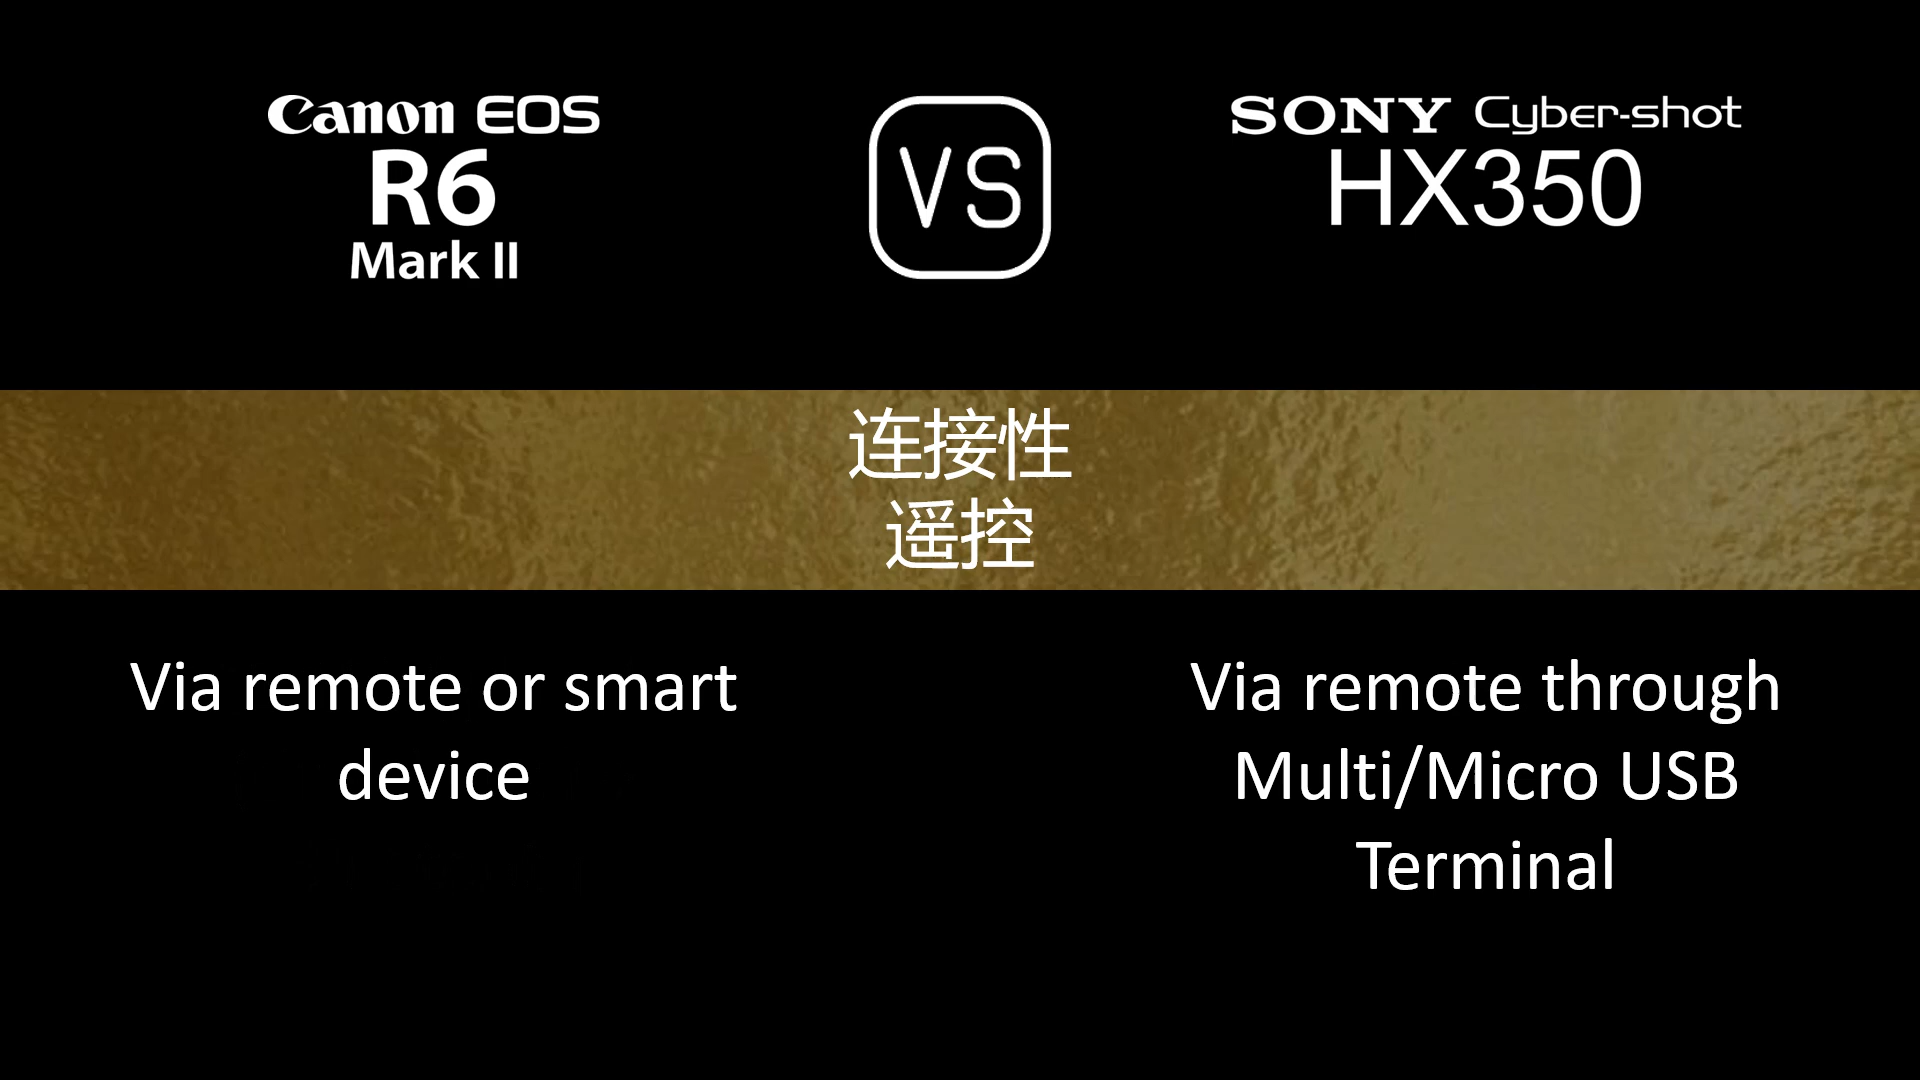 Canon EOS
R6
Mark II
VS
SONY Cyber-shot
HX350
连接性
遥控
Via remote or smart
device
Via remote through
Multi/Micro USB
Terminal